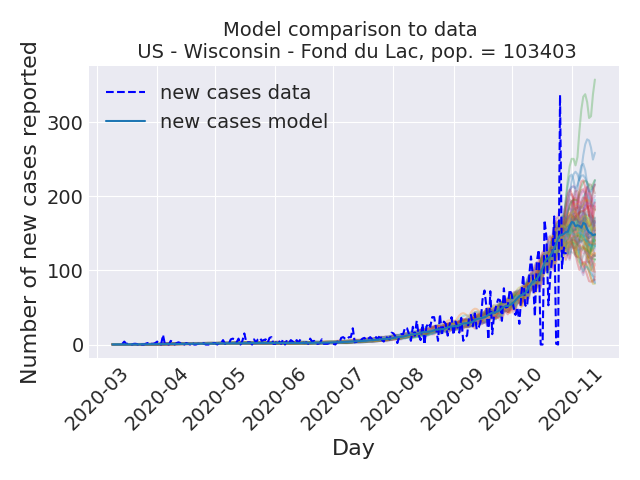 Model comparison to data
US - Wisconsin - Fond du Lac, pop. = 103403
Number of new cases reported
300
200
100
0
new cases data
new cases model
2020-03
2020-04
2020-05
2020-06
2020-07
2020-08
2020-09
2020-10
2020-11
Day